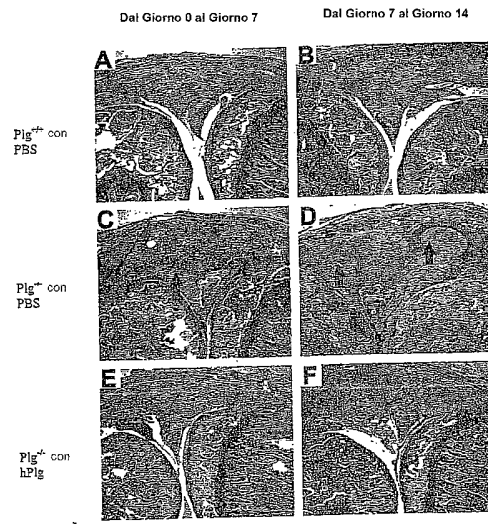 Dal Giorno 0 al Giorno 7
Dal Giorno 7 al Giorno 14
A
B
Plg+/+ con
PBS
C
D
Plg-/- con
PBS
E
F
Plg-/- con
hPlg